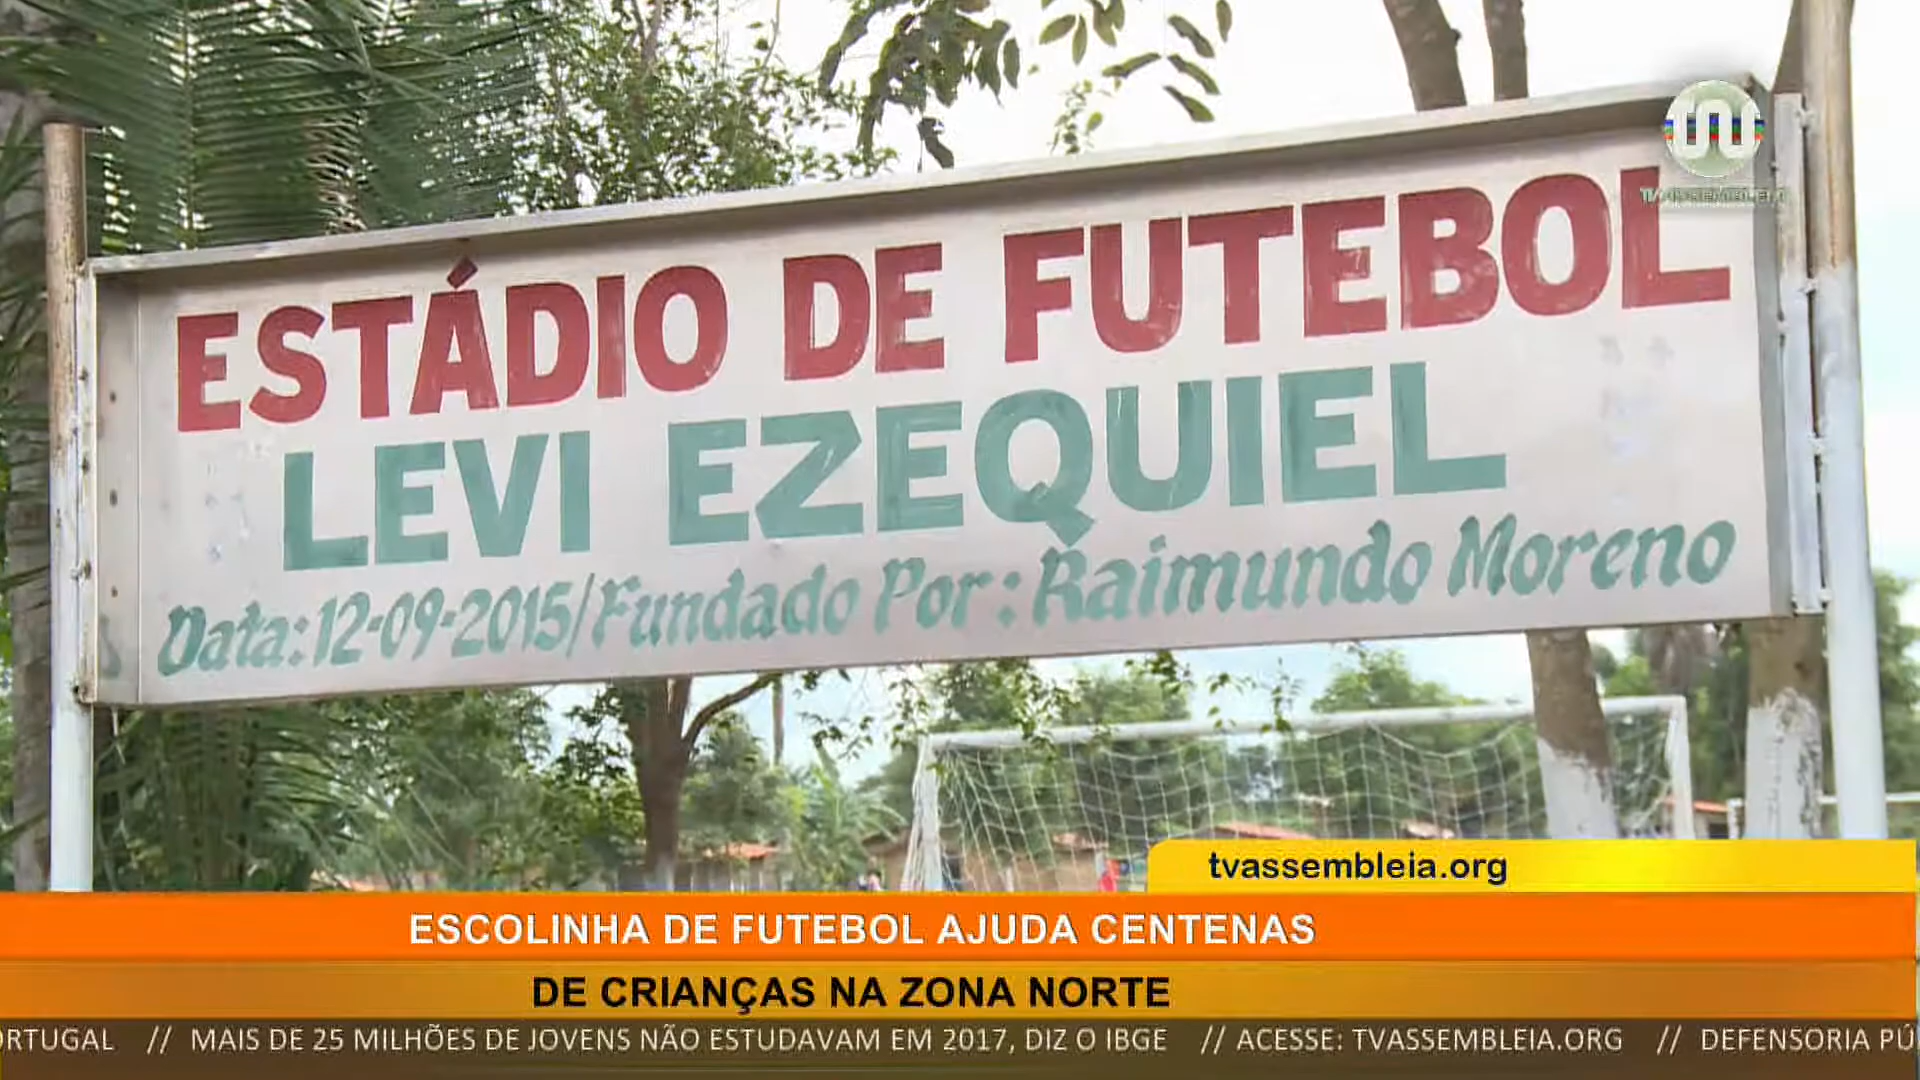 TV ASSEMBLEIA
ESTÁDIO DE FUTEBOL
LEVI EZEQUIEL
Data: 12-09-2015/Fundado Por: Raimundo Moreno
tvassembleia.org
ESCOLINHA DE FUTEBOL AJUDA CENTENAS
DE CRIANÇAS NA ZONA NORTE
ORTUGAL // MAIS DE 25 MILHÕES DE JOVENS NÃO ESTUDAVAM EM 2017, DIZ O IBGE // ACESSE: TVASSEMBLEIA.ORG // DEFENSORIA PÚ